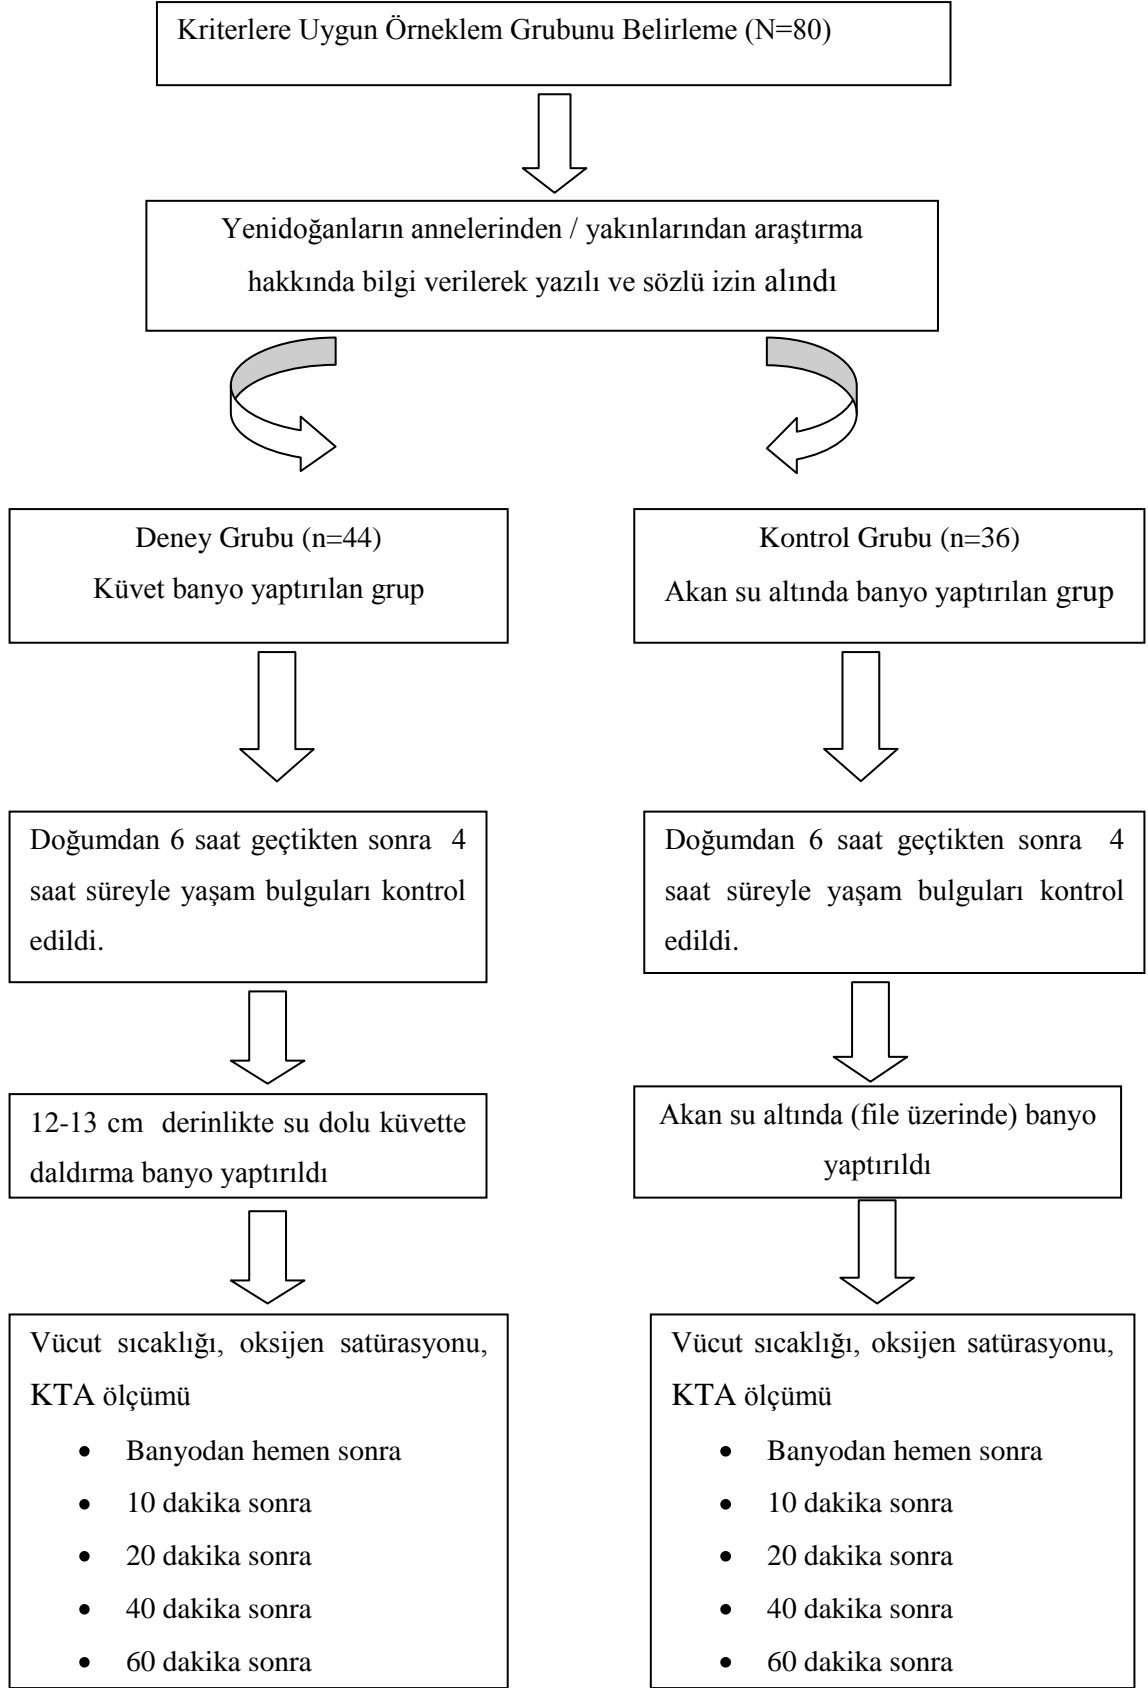 Kriterlere Uygun Örneklem Grubunu Belirleme (N=80)
Yenidoğanların annelerinden / yakınlarından araştırma
hakkında bilgi verilerek yazılı ve sözlü izin alındı
Deney Grubu (n=44)
Küvet banyo yaptırılan grup
Kontrol Grubu (n=36)
Akan su altında banyo yaptırılan grup
Doğumdan 6 saat geçtikten sonra 4
saat süreyle yaşam bulguları kontrol
edildi.
Doğumdan 6 saat geçtikten sonra 4
saat süreyle yaşam bulguları kontrol
edildi.
12-13 cm derinlikte su dolu küvette
daldırma banyo yaptırıldı
Akan su altında (file üzerinde) banyo
yaptırıldı
Vücut sıcaklığı, oksijen satürasyonu,
KTA ölçümü
• Banyodan hemen sonra
• 10 dakika sonra
• 20 dakika sonra
• 40 dakika sonra
• 60 dakika sonra
Vücut sıcaklığı, oksijen satürasyonu,
KTA ölçümü
• Banyodan hemen sonra
• 10 dakika sonra
• 20 dakika sonra
• 40 dakika sonra
• 60 dakika sonra